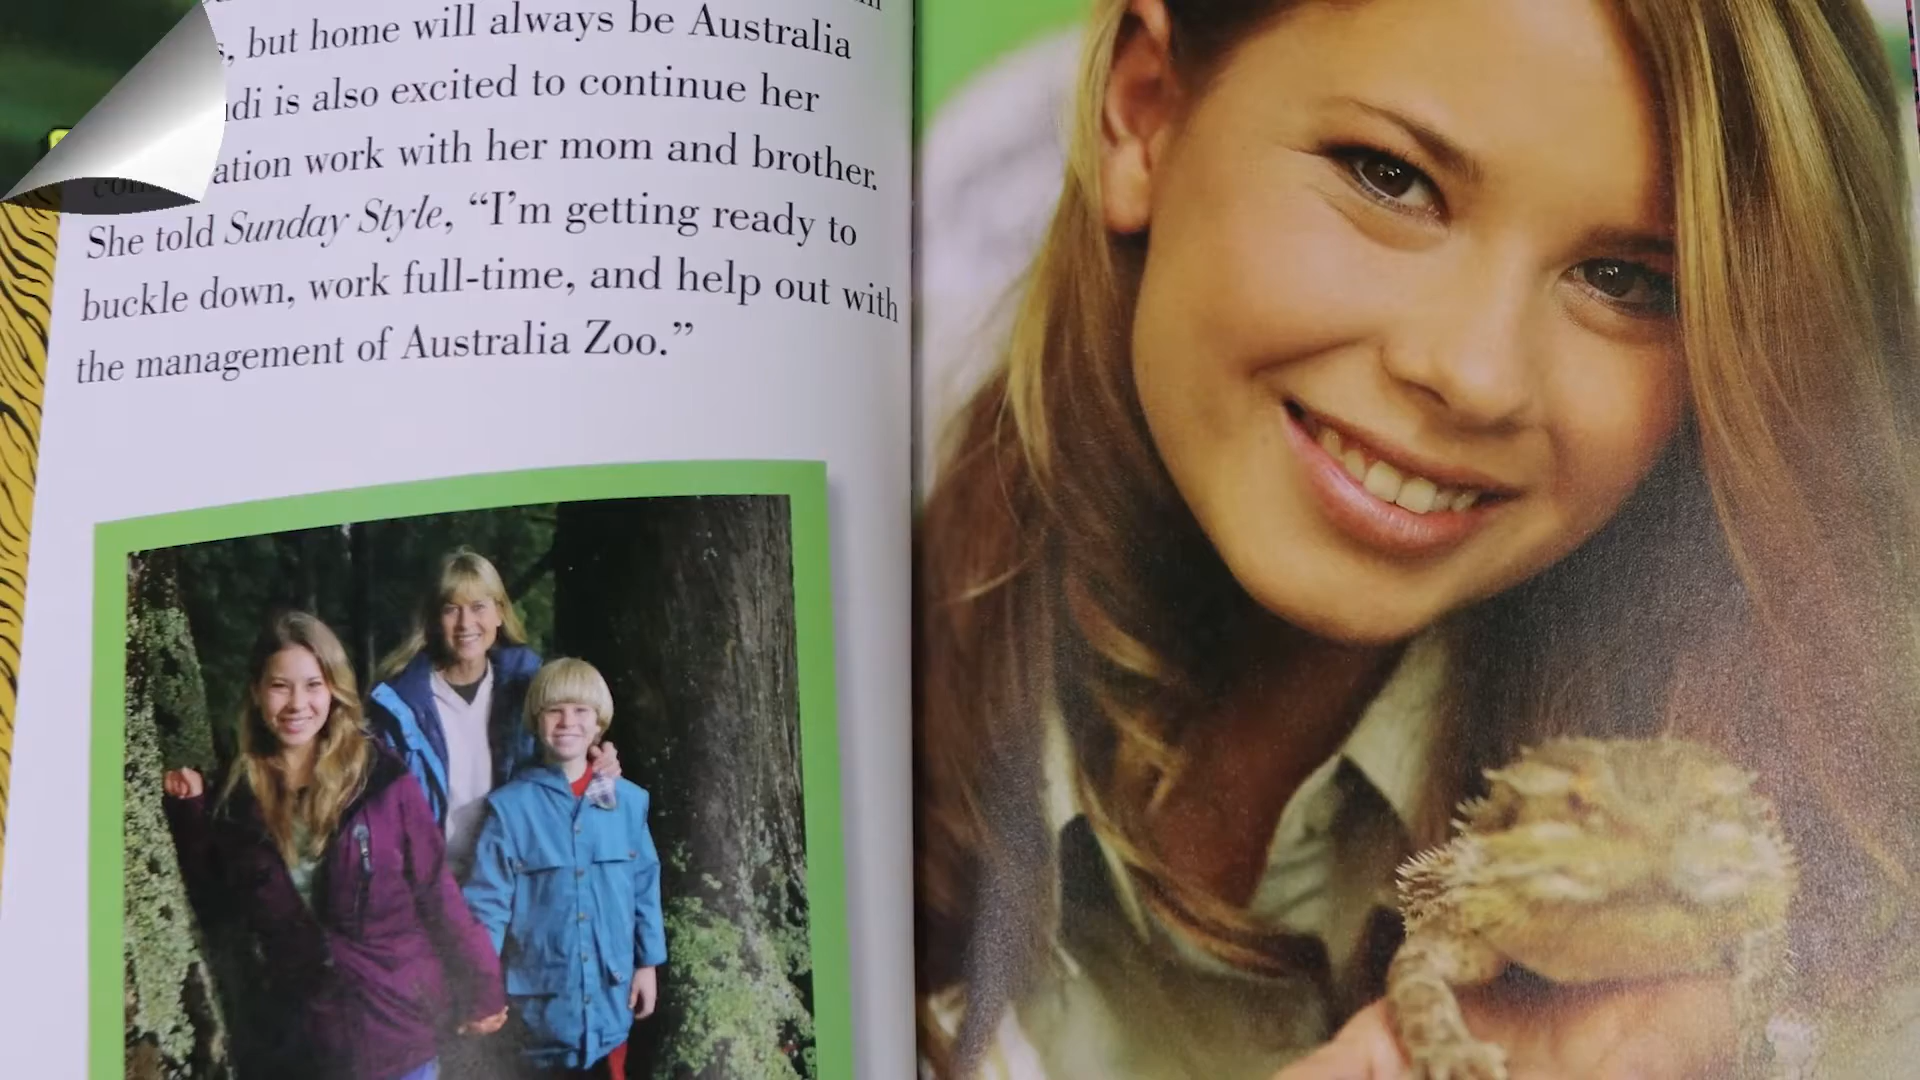 but home will always be Australia
is also excited to continue her
work with her mom and brother.
She told Sunday Style, “I’m getting ready to
buckle down, work full-time, and help out with
the management of Australia Zoo.”